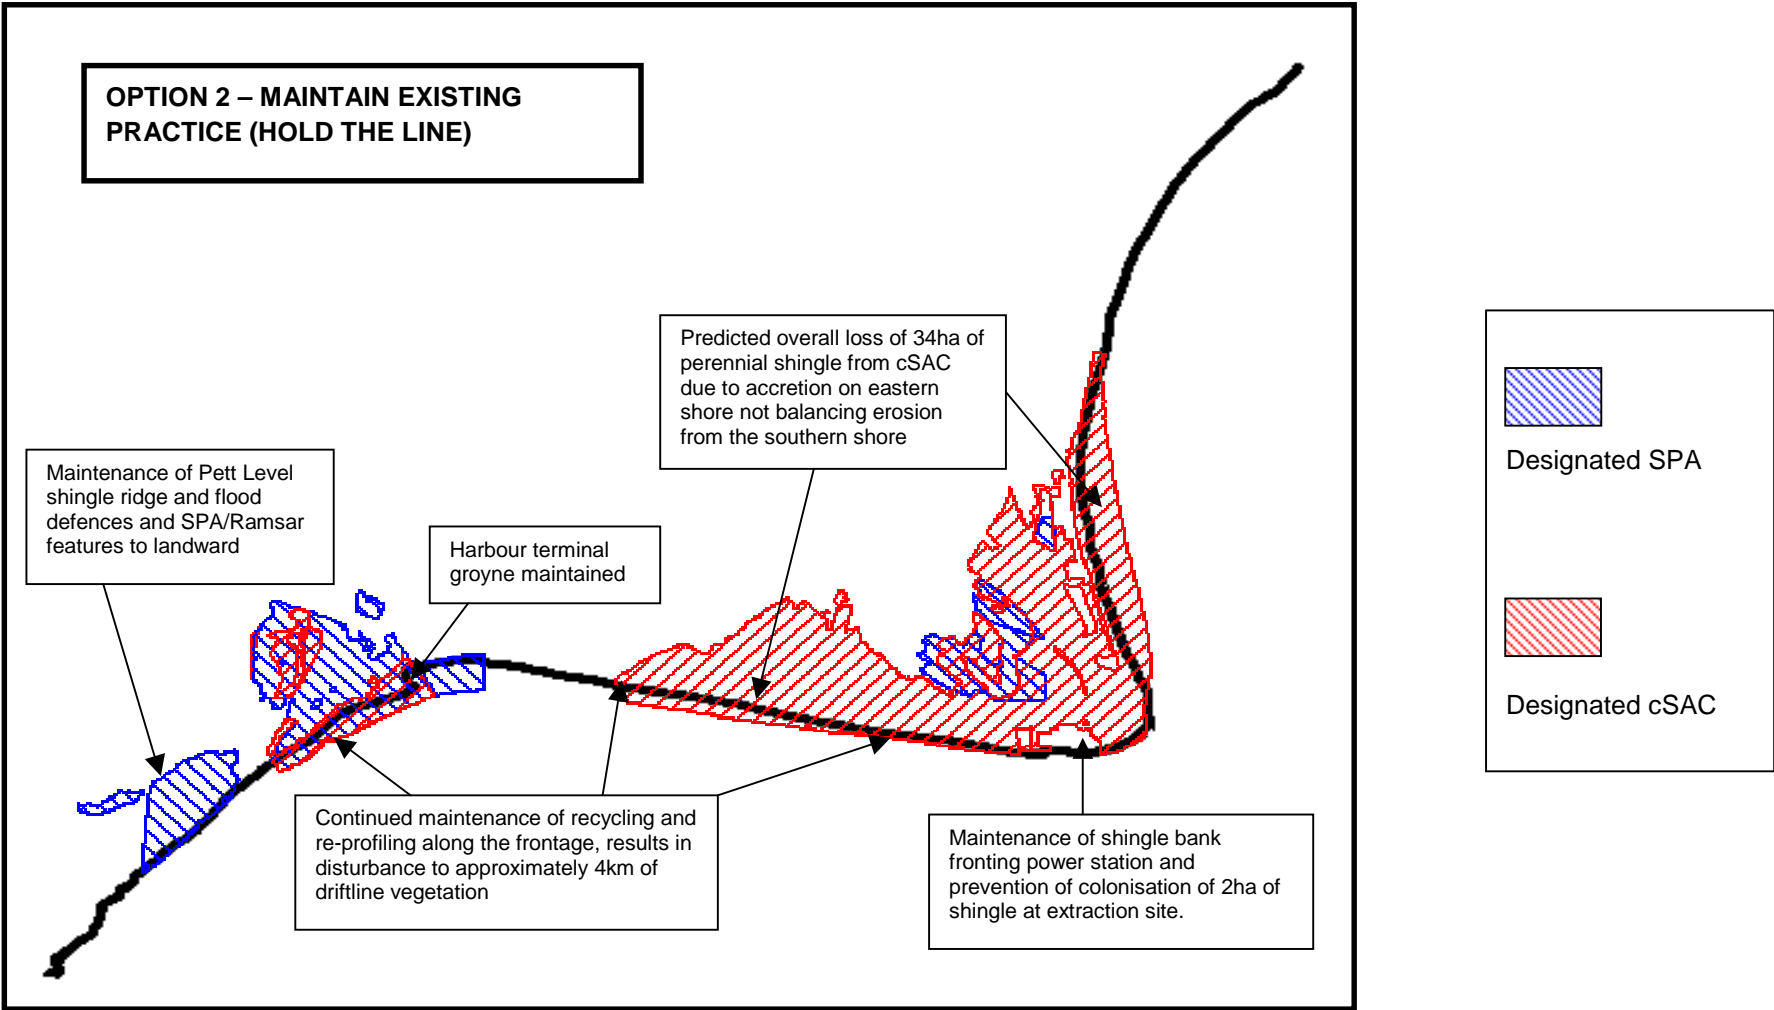 OPTION 2 – MAINTAIN EXISTING
PRACTICE (HOLD THE LINE)
Predicted overall loss of 34ha of
perennial shingle from cSAC
due to accretion on eastern
shore not balancing erosion
from the southern shore
Maintenance of Pett Level
shingle ridge and flood
defences and SPA/Ramsar
features to landward
Harbour terminal
groyne maintained
Continued maintenance of recycling and
re-profiling along the frontage, results in
disturbance to approximately 4km of
driftline vegetation
Maintenance of shingle bank
fronting power station and
prevention of colonisation of 2ha of
shingle at extraction site.
Designated SPA
Designated cSAC